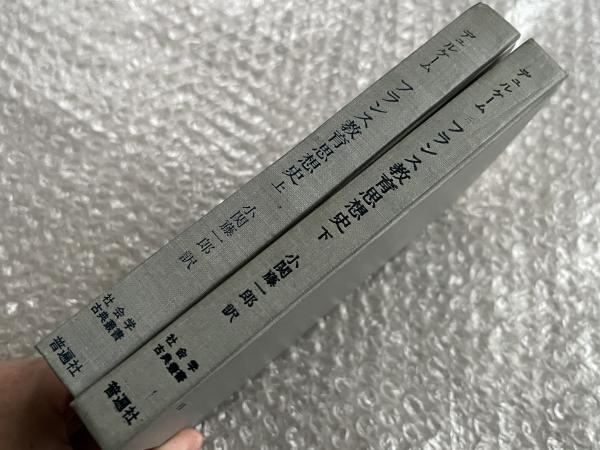 デュルケーム
フランス教育思想史 上
小関藤一郎 訳
社会学
古典叢書
普遍社
デュルケーム
フランス教育思想史 下
小関藤一郎 訳
社会学
古典叢書
普遍社